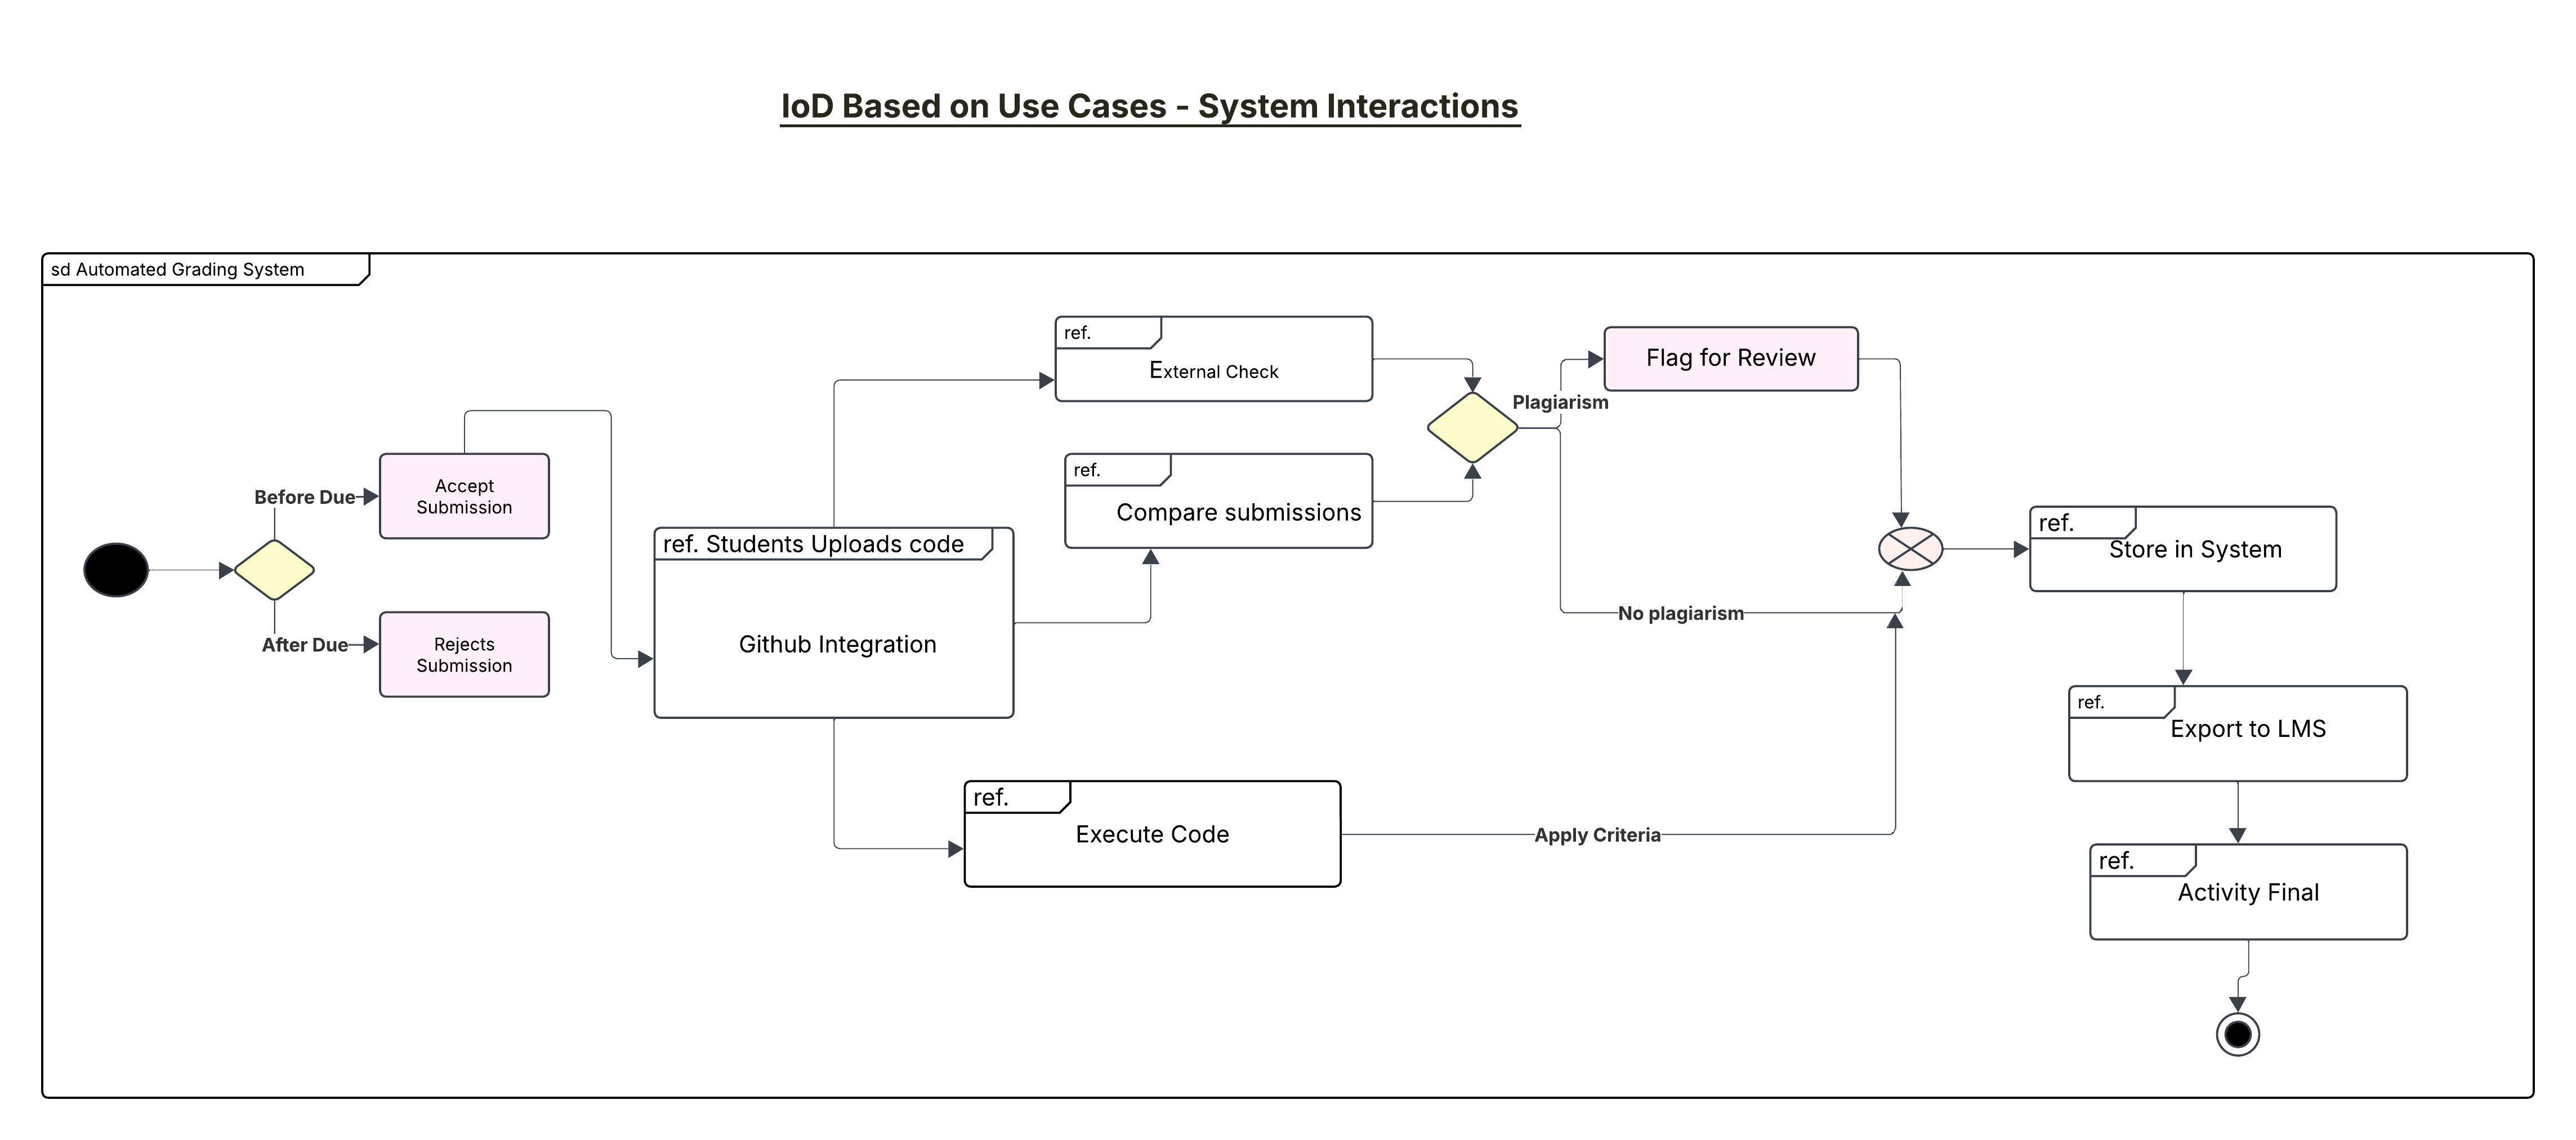 IoD Based on Use Cases - System Interactions
sd Automated Grading System
Before Due
Accept
Submission
After Due
Rejects
Submission
ref. Students Uploads code
Github Integration
ref.
External Check
ref.
Compare submissions
ref.
Execute Code
Plagiarism
Flag for Review
No plagiarism
Apply Criteria
ref.
Store in System
ref.
Export to LMS
ref.
Activity Final